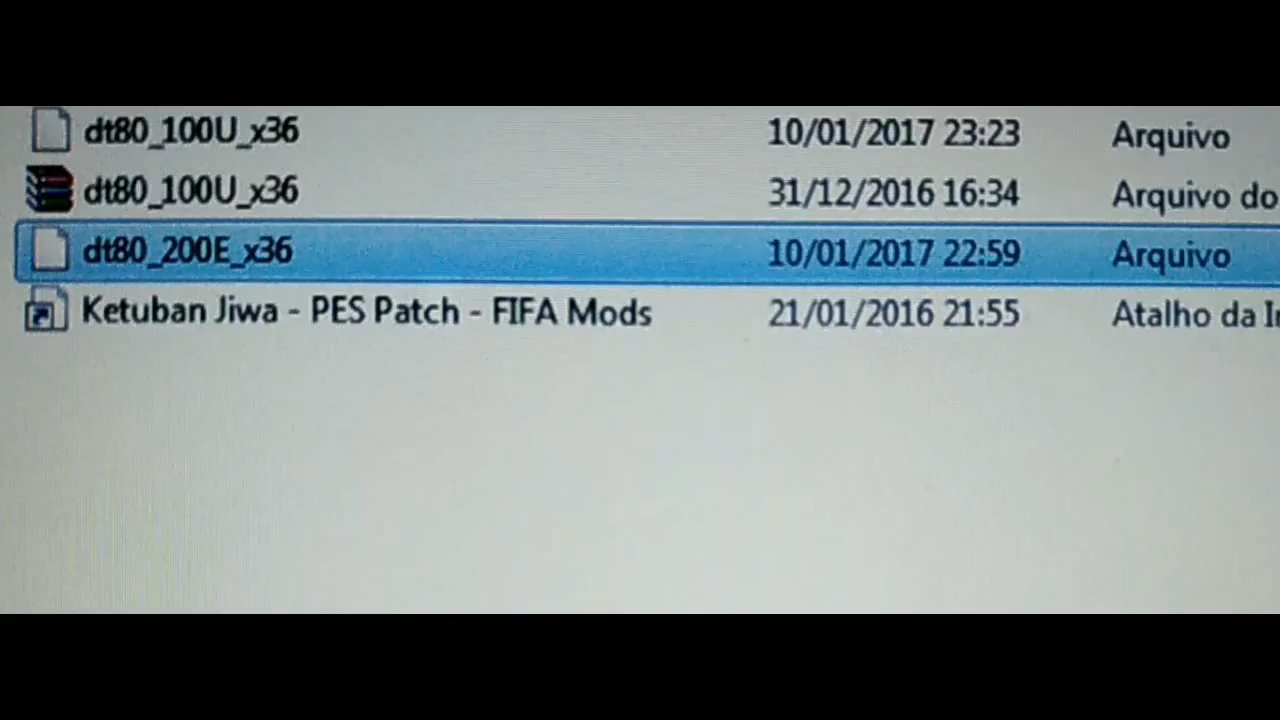 dt80_100U_x36 10/01/2017 23:23 Arquivo
dt80_100U_x36 31/12/2016 16:34 Arquivo do
dt80_200E_x36 10/01/2017 22:59 Arquivo
Ketuban Jiwa - PES Patch - FIFA Mods 21/01/2016 21:55 Atalho da